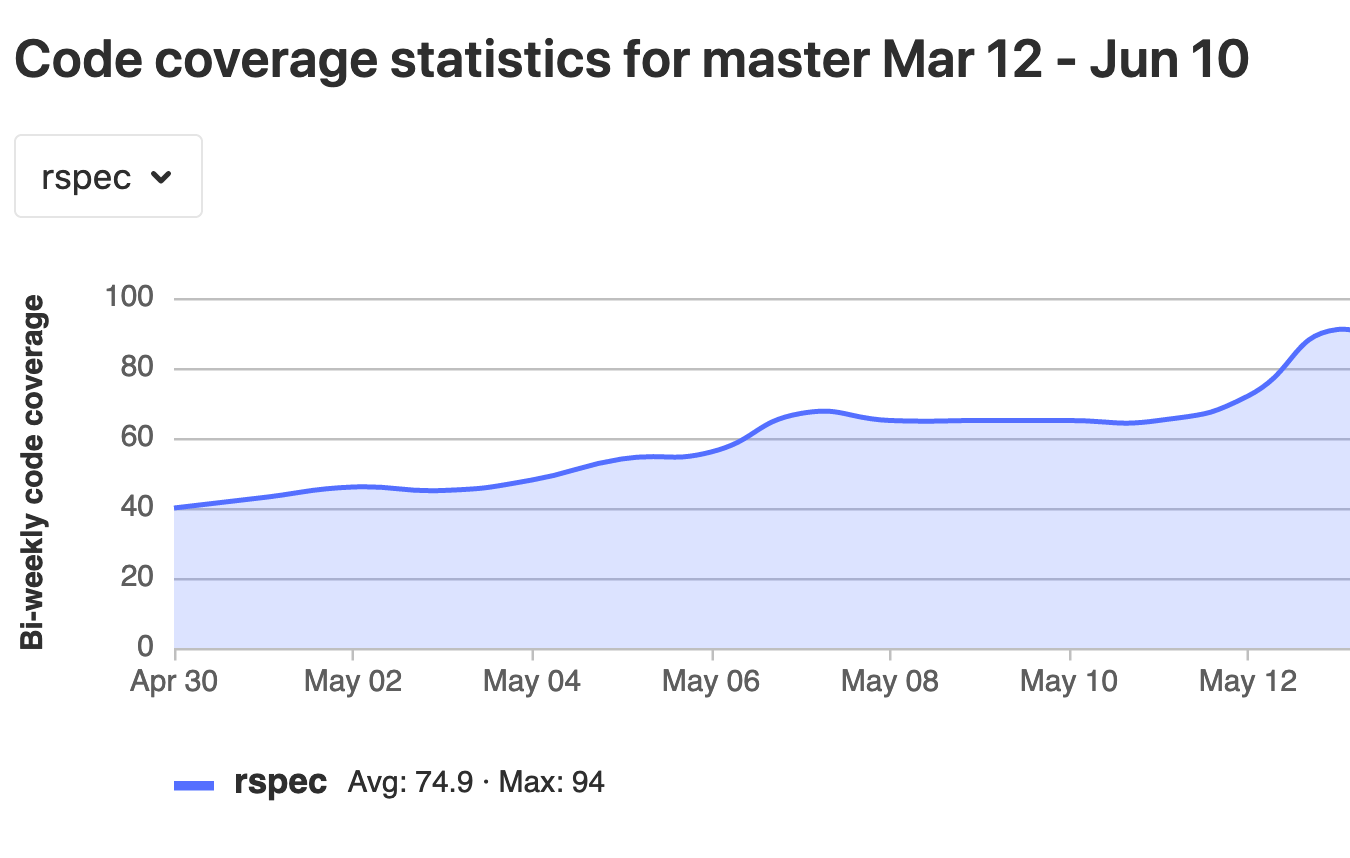 Code coverage statistics for master Mar 12 - Jun 10
rspec
Bi-weekly code coverage
100
80
60
40
20
0
Apr 30 May 02 May 04 May 06 May 08 May 10 May 12
rspec Avg: 74.9 · Max: 94